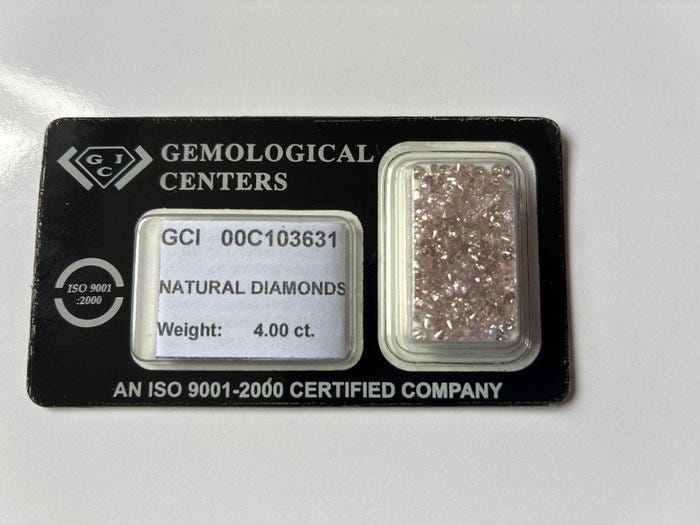 GCI
GEMOLOGICAL
CENTERS
GCI 00C103631
NATURAL DIAMONDS
Weight: 4.00 ct.
ISO 9001
:2000
AN ISO 9001-2000 CERTIFIED COMPANY